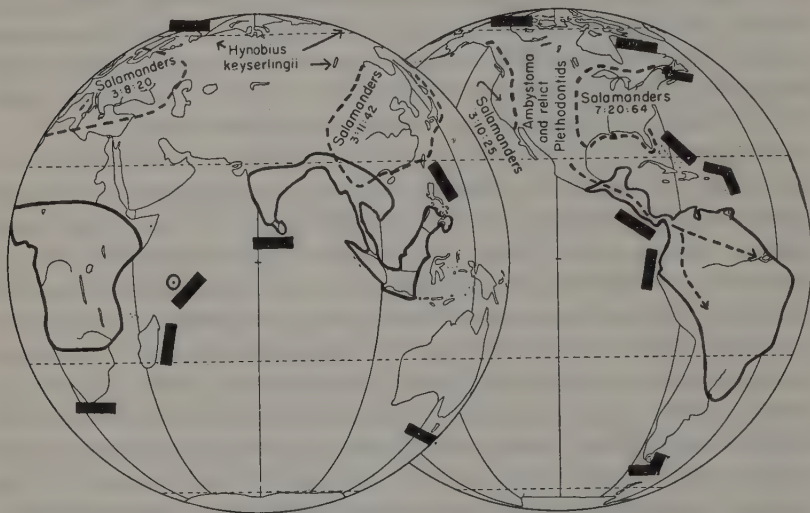 Hynobius
keyserlingii
Salamanders
3:8:20
Salamanders
3:11:42
Salamanders
3:10:25
Ambystoma
and relict
Plethodontids
Salamanders
7:20:64